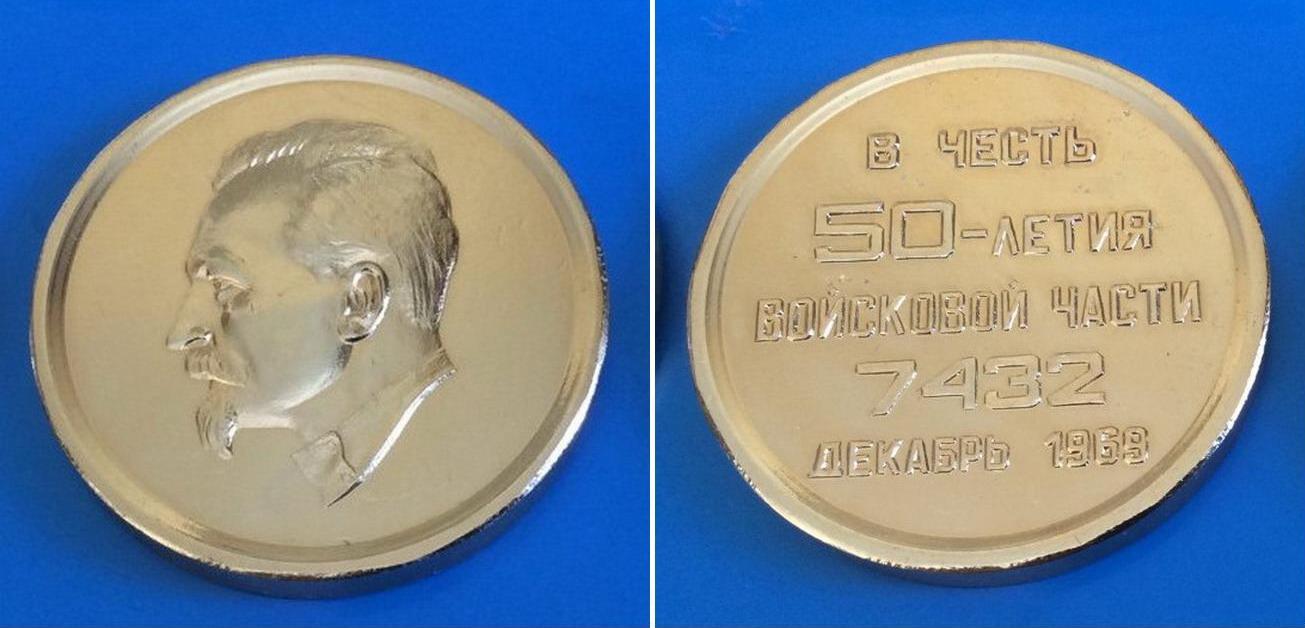 В ЧЕСТЬ
50-ЛЕТИЯ
ВОЙСКОВОЙ ЧАСТИ
7432
ДЕКАБРЬ 1969